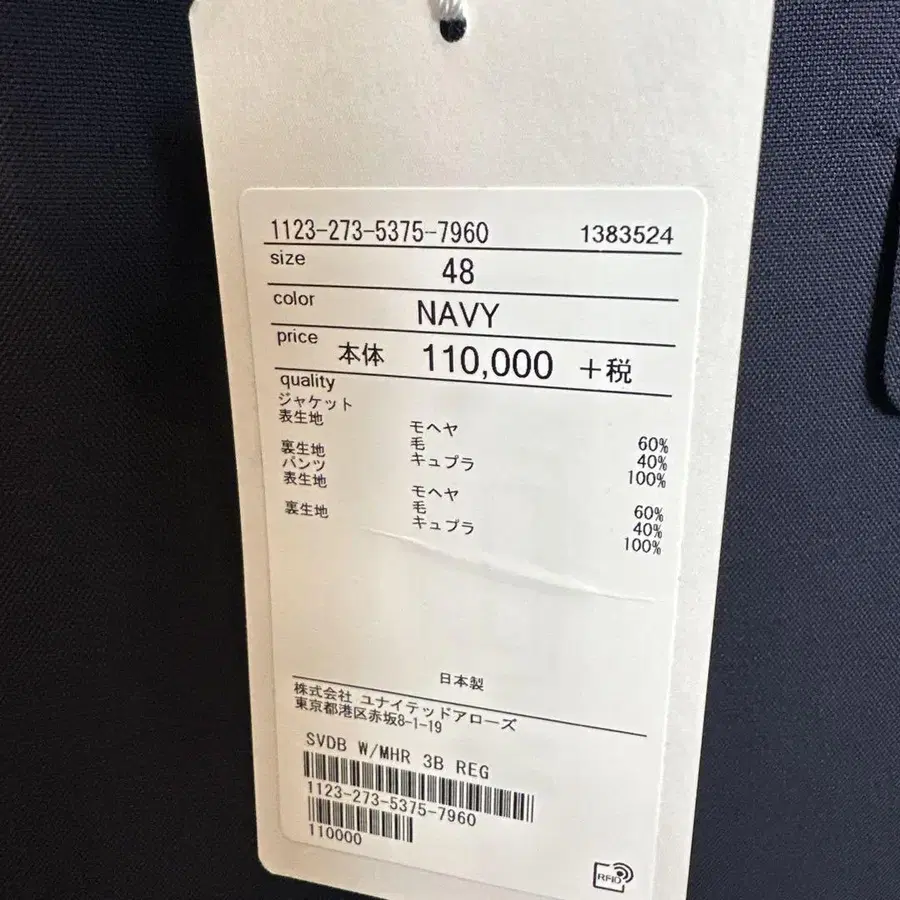 1123-273-5375-7960 1383524
size 48
color NAVY
price 本体 110,000 +税
quality
ジャケット
表生地 モヘヤ 60%
毛 40%
裏生地 キュプラ 100%
パンツ
表生地 モヘヤ 60%
毛 40%
裏生地 キュプラ 100%
日本製
株式会社 ユナイテッドアローズ
東京都港区赤坂8-1-19
SVDB W/MHR 3B REG
1123-273-5375-7960
110000
RFID